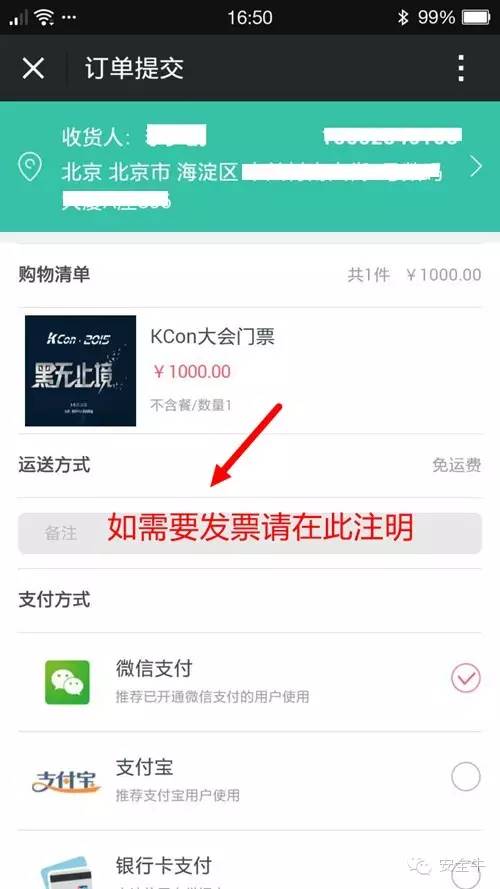 16:50
99%
订单提交
收货人：
北京 北京市 海淀区
购物清单
共1件 ￥1000.00
KCon · 2015
黑无止境
KCon大会门票
￥1000.00
不含餐/数量1
运送方式
免运费
备注
如需要发票请在此注明
支付方式
微信支付
推荐已开通微信支付的用户使用
支付宝
支付宝
推荐支付宝用户使用
银行卡支付
安全牛